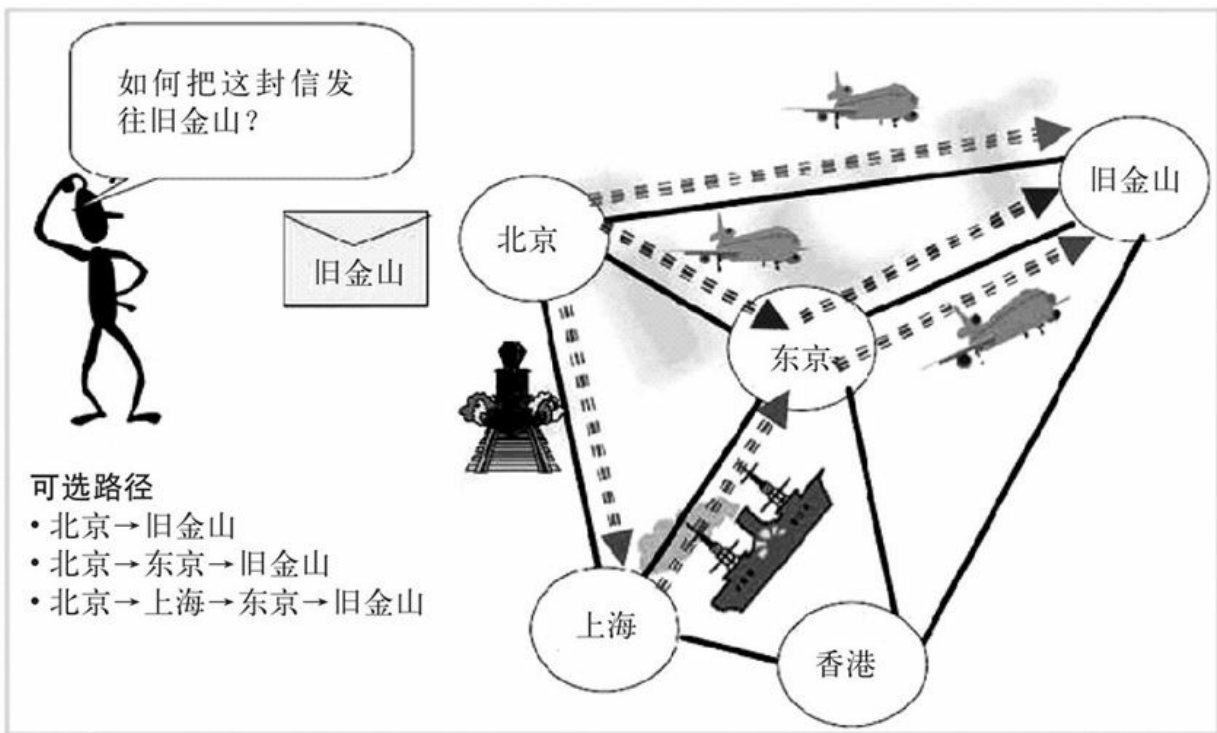 如何把这封信发
往旧金山？
旧金山
北京
旧金山
东京
上海
香港
可选路径
• 北京→旧金山
• 北京→东京→旧金山
• 北京→上海→东京→旧金山